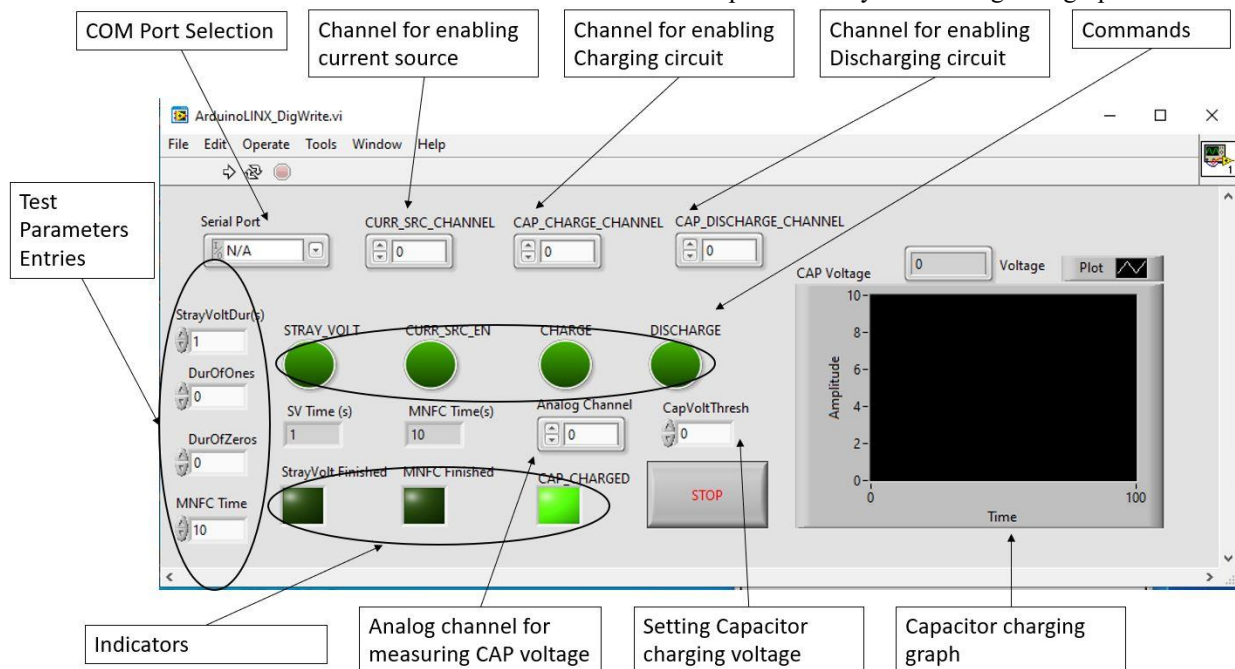 COM Port Selection
Channel for enabling
current source
Channel for enabling
Charging circuit
Channel for enabling
Discharging circuit
Commands
ArduinoLINX_DigWrite.vi
File Edit Operate Tools Window Help
1
Test
Parameters
Entries
Serial Port
N/A
CURR_SRC_CHANNEL
0
CAP_CHARGE_CHANNEL
0
CAP_DISCHARGE_CHANNEL
0
CAP Voltage
0
Voltage
Plot
StrayVoltDur(s)
1
DurOfOnes
0
DurOfZeros
0
MNFC Time
10
STRAY_VOLT
CURR_SRC_EN
CHARGE
DISCHARGE
SV Time (s)
1
MNFC Time(s)
10
Analog Channel
0
CapVoltThresh
0
StrayVolt Finished
MNFC Finished
CAP_CHARGED
STOP
Amplitude
10
8
6
4
2
0
0
100
Time
Indicators
Analog channel for
measuring CAP voltage
Setting Capacitor
charging voltage
Capacitor charging
graph